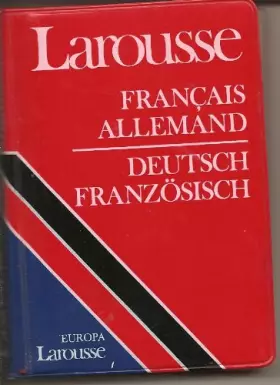 Larousse
FRANÇAIS
ALLEMAND
DEUTSCH
FRANZÖSISCH
EUROPA
Larousse